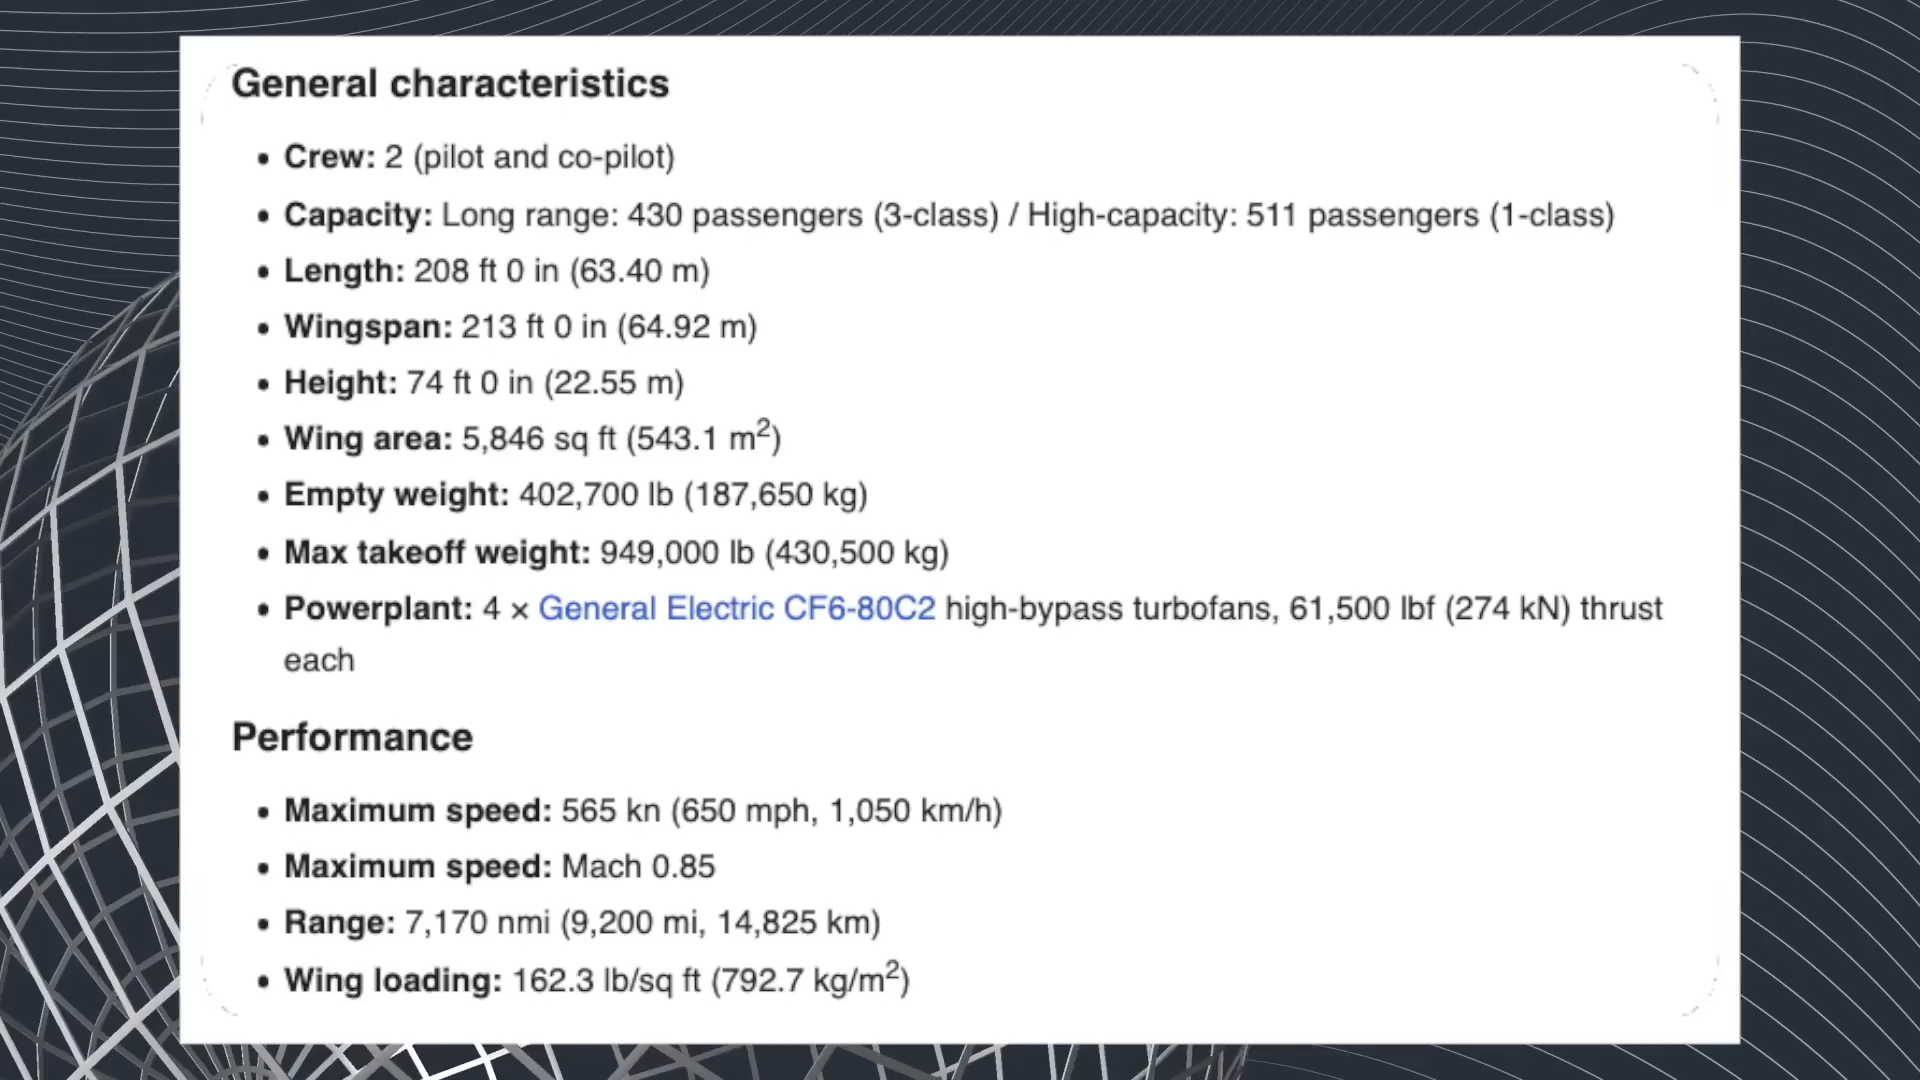 General characteristics
• Crew: 2 (pilot and co-pilot)
• Capacity: Long range: 430 passengers (3-class) / High-capacity: 511 passengers (1-class)
• Length: 208 ft 0 in (63.40 m)
• Wingspan: 213 ft 0 in (64.92 m)
• Height: 74 ft 0 in (22.55 m)
• Wing area: 5,846 sq ft (543.1 m²)
• Empty weight: 402,700 lb (187,650 kg)
• Max takeoff weight: 949,000 lb (430,500 kg)
• Powerplant: 4 × General Electric CF6-80C2 high-bypass turbofans, 61,500 lbf (274 kN) thrust
each
Performance
• Maximum speed: 565 kn (650 mph, 1,050 km/h)
• Maximum speed: Mach 0.85
• Range: 7,170 nmi (9,200 mi, 14,825 km)
• Wing loading: 162.3 lb/sq ft (792.7 kg/m²)